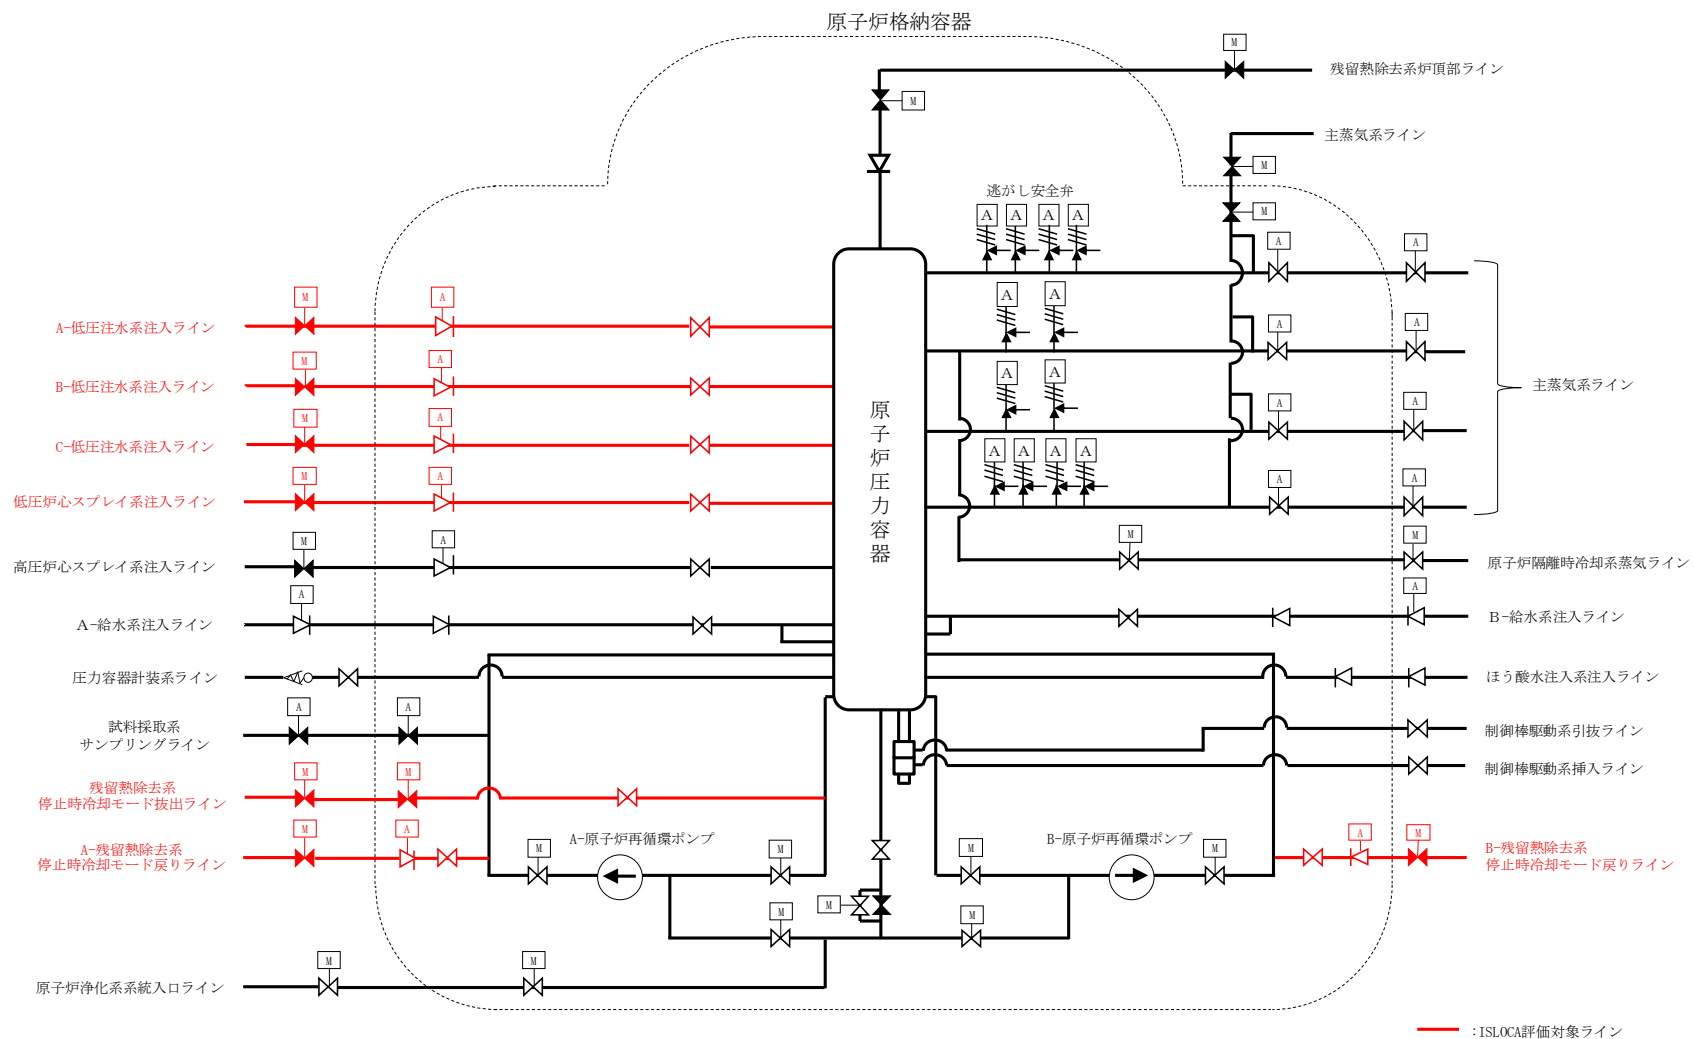 原子炉格納容器
M
残留熱除去系炉頂部ライン
M
主蒸気系ライン
M
M
逃がし安全弁
A
A
A
A
A
A
A
A
A
A
主蒸気系ライン
A
A
A
A
A
A
A
A
A
A
A
A
M
A
A-低圧注水系注入ライン
M
A
B-低圧注水系注入ライン
M
A
C-低圧注水系注入ライン
M
A
低圧炉心スプレイ系注入ライン
原子炉圧力容器
M
A
高圧炉心スプレイ系注入ライン
M
M
原子炉隔離時冷却系蒸気ライン
A
A-給水系注入ライン
A
B-給水系注入ライン
圧力容器計装系ライン
ほう酸水注入系注入ライン
A
A
試料採取系
サンプリングライン
制御棒駆動系引抜ライン
制御棒駆動系挿入ライン
M
M
残留熱除去系
停止時冷却モード抜出ライン
M
A
A-残留熱除去系
停止時冷却モード戻りライン
M
A-原子炉再循環ポンプ
M
M
B-原子炉再循環ポンプ
M
A
M
B-残留熱除去系
停止時冷却モード戻りライン
M
M
M
M
M
原子炉浄化系系統入口ライン
:ISLOCA評価対象ライン